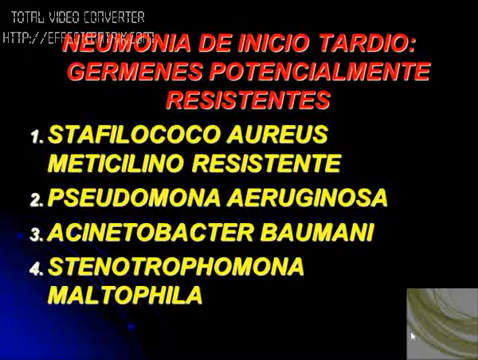 TOTAL VIDEO CONVERTER
NEUMONIA DE INICIO TARDIO:
GERMENES POTENCIALMENTE
RESISTENTES
1. STAFILOCOCO AUREUS
METICILINO RESISTENTE
2. PSEUDOMONA AERUGINOSA
3. ACINETOBACTER BAUMANI
4. STENOTROPHOMONA
MALTOPHILA